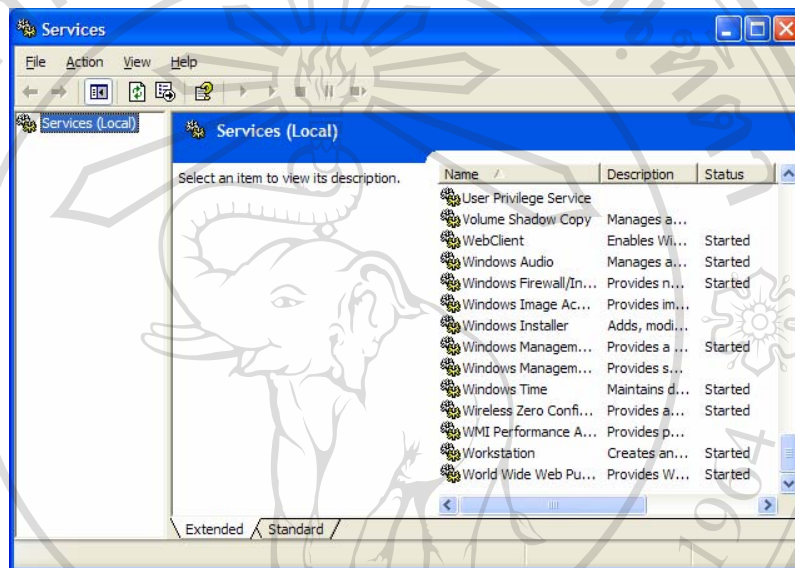 Services
File Action View Help
Services (Local)
Services (Local)
Select an item to view its description.
Name Description Status
User Privilege Service
Volume Shadow Copy Manages a...
WebClient Enables Wi... Started
Windows Audio Manages a... Started
Windows Firewall/In... Provides n... Started
Windows Image Ac... Provides im...
Windows Installer Adds, modi...
Windows Managem... Provides a ... Started
Windows Managem... Provides s...
Windows Time Maintains d... Started
Wireless Zero Confi... Provides a... Started
WMI Performance A... Provides p...
Workstation Creates an... Started
World Wide Web Pu... Provides W... Started
Extended Standard
1964